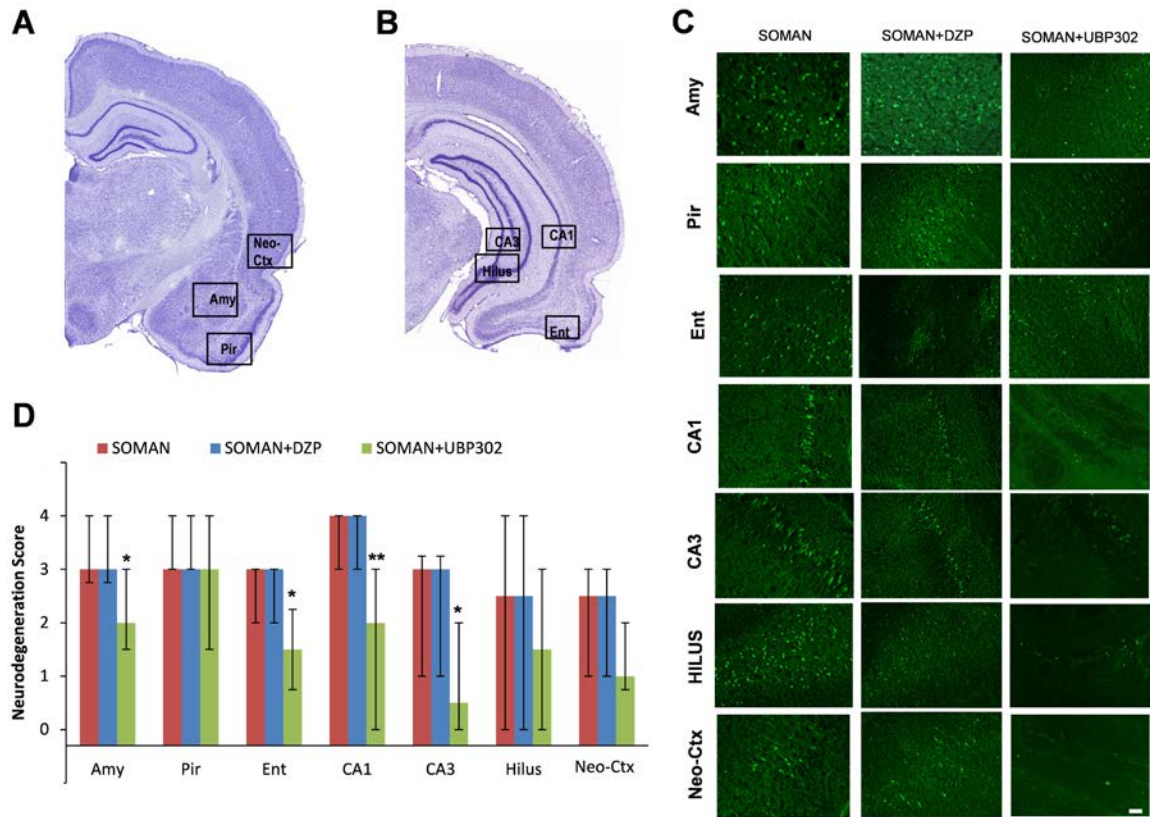 A
B
C
Neo-
Ctx
Amy
Pir
CA3
CA1
Hilus
Ent
SOMAN SOMAN+DZP SOMAN+UBP302
Amy
Pir
Ent
CA1
CA3
HILUS
Neo-Ctx
D
SOMAN SOMAN+DZP SOMAN+UBP302
Neurodegeneration Score
4
3
2
1
0
* * ** *
Amy Pir Ent CA1 CA3 Hilus Neo-Ctx